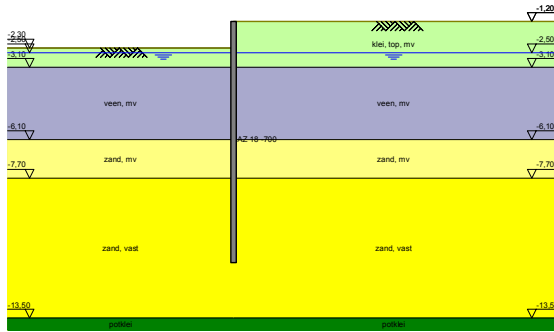 -1,20
-2,30
-2,50
klei, top, mv
-2,50
-3,10
-3,10
veen, mv
veen, mv
-6,10
-6,10
AZ 18 -700
zand, mv
zand, mv
-7,70
-7,70
zand, vast
zand, vast
-13,50
-13,5
potklei
potklei